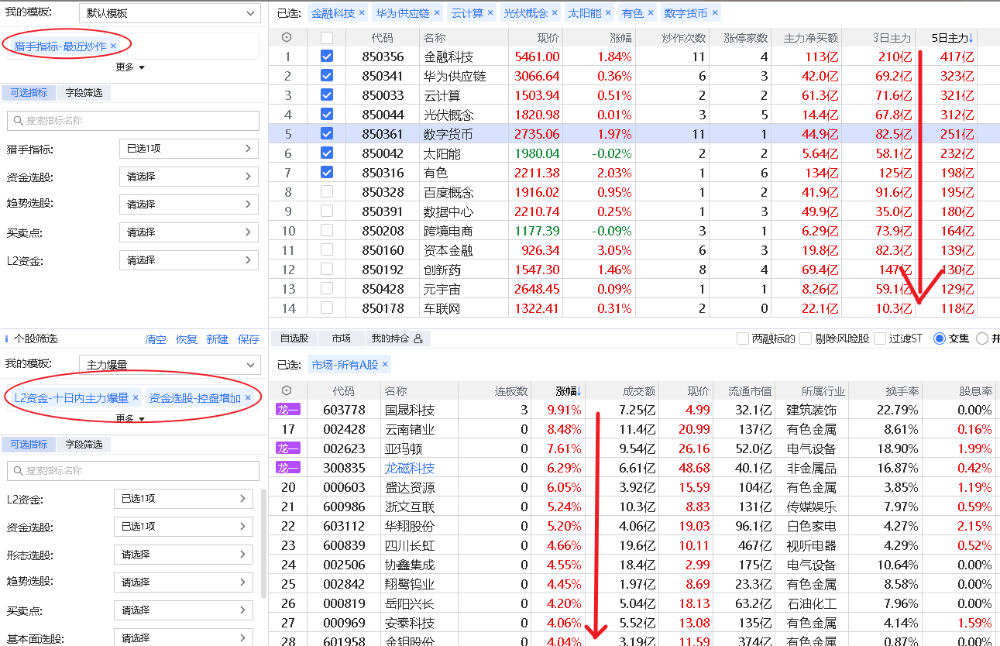 我的模板: 默认模板
猎手指标-最近炒作 ×
更多
可选指标 字段筛选
搜索指标名称
猎手指标: 已选1项
资金选股: 请选择
趋势选股: 请选择
买卖点: 请选择
L2资金: 请选择
已选: 金融科技 × 华为供应链 × 云计算 × 光伏概念 × 太阳能 × 有色 × 数字货币 ×
代码 名称 现价 涨幅 炒作次数 涨停家数 主力净买额 3日主力 5日主力↓
1 850356 金融科技 5461.00 1.84% 11 4 113亿 210亿 417亿
2 850341 华为供应链 3066.64 0.36% 6 3 42.0亿 69.2亿 323亿
3 850033 云计算 1503.94 0.51% 2 2 61.3亿 71.6亿 321亿
4 850044 光伏概念 1820.98 0.01% 3 5 14.4亿 67.8亿 312亿
5 850361 数字货币 2735.06 1.97% 11 1 44.9亿 82.5亿 251亿
6 850042 太阳能 1980.04 -0.02% 2 2 5.64亿 58.1亿 232亿
7 850316 有色 2211.38 2.03% 1 6 134亿 125亿 198亿
8 850328 百度概念 1916.02 0.95% 1 2 41.9亿 91.6亿 195亿
9 850391 数据中心 2210.74 0.25% 1 3 49.9亿 35.0亿 180亿
10 850208 跨境电商 1177.39 -0.09% 3 1 6.29亿 73.9亿 164亿
11 850160 资本金融 926.34 3.05% 6 3 19.8亿 82.3亿 139亿
12 850192 创新药 1547.30 1.46% 8 4 69.4亿 147亿 130亿
13 850428 元宇宙 2648.45 0.09% 1 1 8.26亿 59.1亿 129亿
14 850178 车联网 1322.41 0.31% 2 0 22.1亿 10.3亿 118亿
个股筛选 清空 恢复 新建 保存
我的模板: 主力爆量
L2资金-十日内主力爆量 × 资金选股-控盘增加 ×
更多
可选指标 字段筛选
搜索指标名称
L2资金: 已选1项
资金选股: 已选1项
形态选股: 请选择
趋势选股: 请选择
买卖点: 请选择
基本面选股: 请选择
自选股 市场 我的持仓 两融标的 剔除风险股 过滤ST 交集
已选: 市场-所有A股 ×
代码 名称 连板数 涨幅↓ 成交额 现价 流通市值 所属行业 换手率 股息率
龙一 603778 国晟科技 3 9.91% 7.25亿 4.99 32.1亿 建筑装饰 22.79% 0.00%
17 002428 云南锗业 0 8.48% 11.4亿 20.99 137亿 有色金属 8.61% 0.16%
龙一 002623 亚玛顿 0 7.61% 9.54亿 26.16 52.0亿 电气设备 18.90% 1.99%
龙一 300835 龙磁科技 0 6.29% 6.61亿 48.68 40.1亿 非金属品 16.87% 0.42%
20 000603 盛达资源 0 6.05% 3.92亿 15.59 104亿 有色金属 3.85% 1.19%
21 600986 浙文互联 0 5.24% 10.3亿 8.83 131亿 传媒娱乐 7.97% 0.59%
22 603112 华翔股份 0 5.20% 4.06亿 19.03 96.1亿 白色家电 4.27% 2.15%
23 600839 四川长虹 0 4.66% 19.6亿 10.11 467亿 视听电器 4.29% 0.52%
24 002506 协鑫集成 0 4.55% 18.4亿 2.99 175亿 电气设备 10.64% 0.00%
25 002842 翔鹭钨业 0 4.45% 1.97亿 8.69 23.3亿 有色金属 8.58% 0.00%
26 000819 岳阳兴长 0 4.20% 5.04亿 18.13 63.2亿 石油化工 7.96% 0.00%
27 000969 安泰科技 0 4.06% 5.52亿 13.08 135亿 有色金属 4.14% 1.59%
28 601958 金钼股份 0 4.04% 3.19亿 11.59 374亿 有色金属 0.87% 0.00%